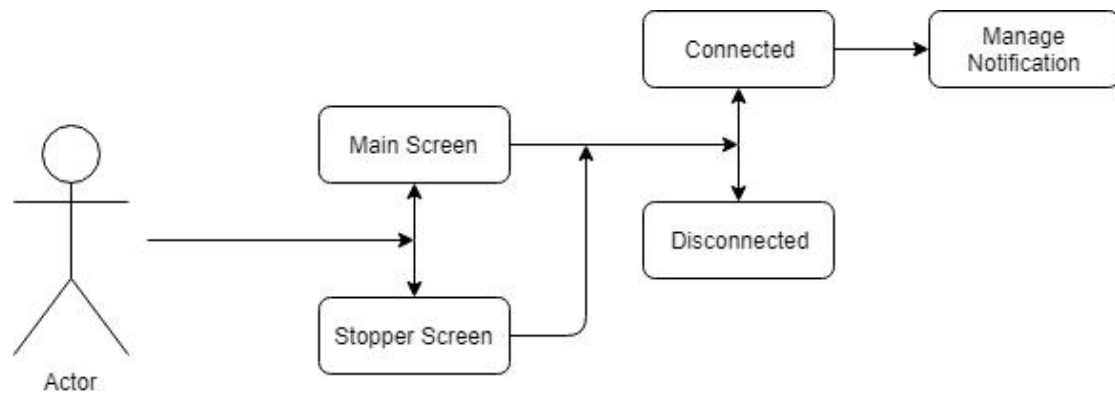 Connected
Manage
Notification
Main Screen
Disconnected
Stopper Screen
Actor